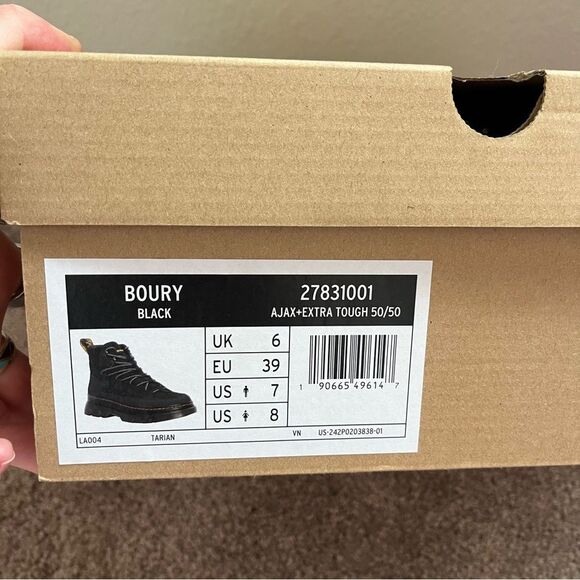 BOURY
BLACK
27831001
AJAX+EXTRA TOUGH 50/50
UK 6
EU 39
US 7
US 8
1 90665 49614 7
LA004 TARIAN VN US-242P0203838-01